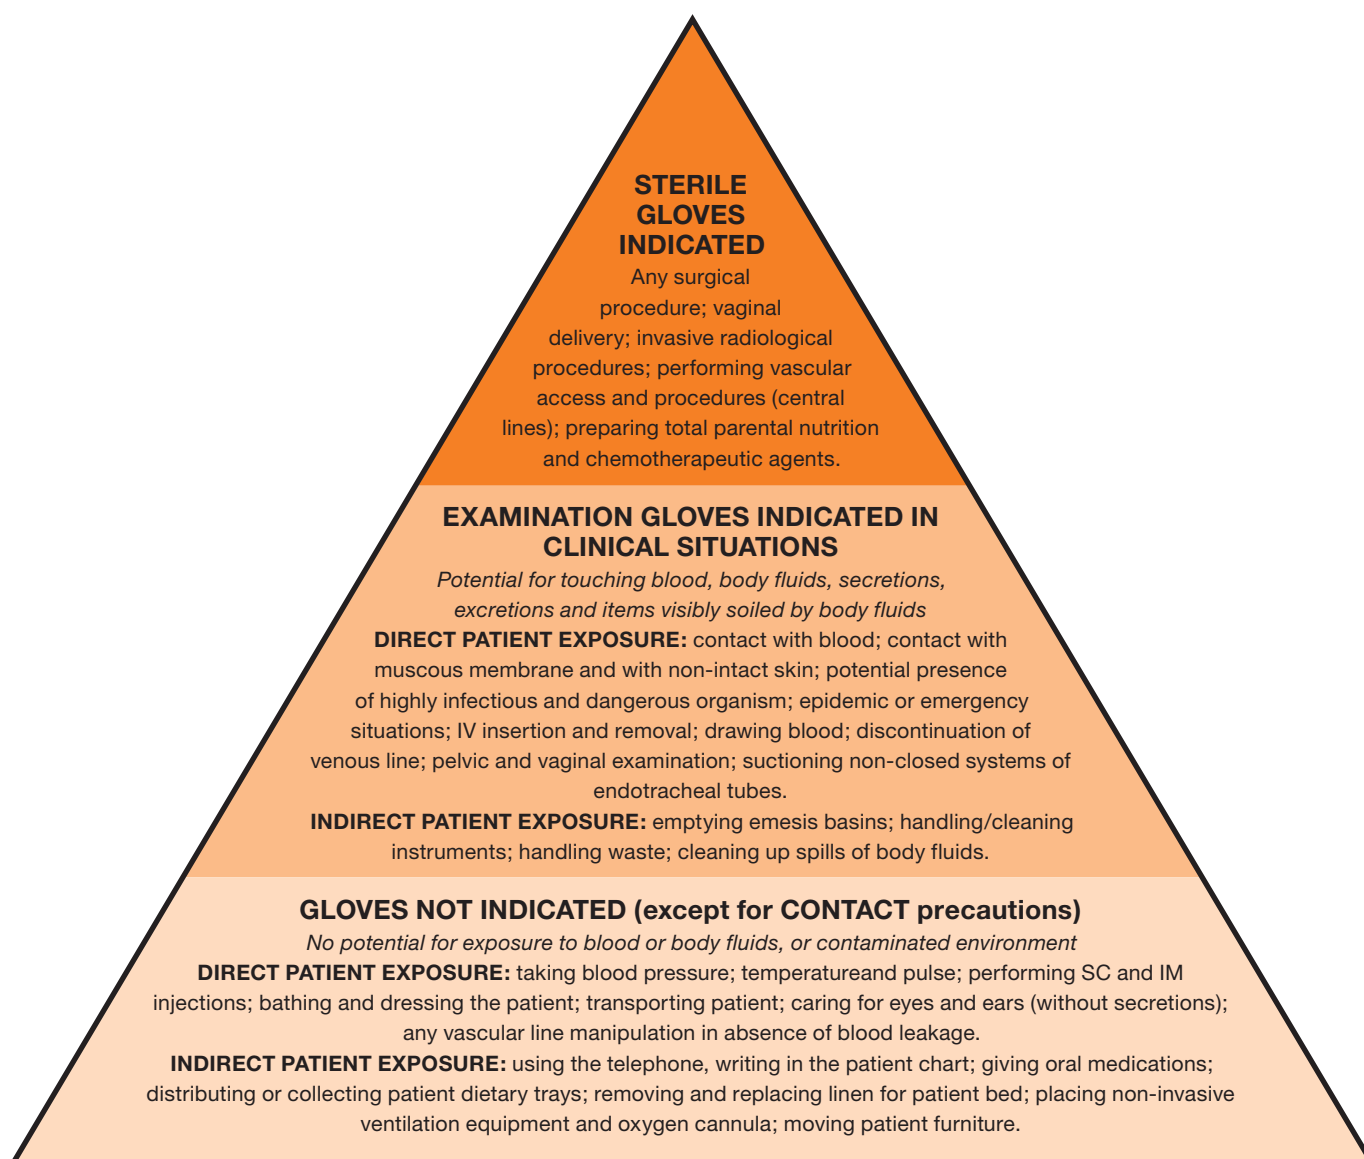 STERILE
GLOVES
INDICATED
Any surgical
procedure; vaginal
delivery; invasive radiological
procedures; performing vascular
access and procedures (central
lines); preparing total parental nutrition
and chemotherapeutic agents.
EXAMINATION GLOVES INDICATED IN
CLINICAL SITUATIONS
Potential for touching blood, body fluids, secretions,
excretions and items visibly soiled by body fluids
DIRECT PATIENT EXPOSURE: contact with blood; contact with
muscous membrane and with non-intact skin; potential presence
of highly infectious and dangerous organism; epidemic or emergency
situations; IV insertion and removal; drawing blood; discontinuation of
venous line; pelvic and vaginal examination; suctioning non-closed systems of
endotracheal tubes.
INDIRECT PATIENT EXPOSURE: emptying emesis basins; handling/cleaning
instruments; handling waste; cleaning up spills of body fluids.
GLOVES NOT INDICATED (except for CONTACT precautions)
No potential for exposure to blood or body fluids, or contaminated environment
DIRECT PATIENT EXPOSURE: taking blood pressure; temperatureand pulse; performing SC and IM
injections; bathing and dressing the patient; transporting patient; caring for eyes and ears (without secretions);
any vascular line manipulation in absence of blood leakage.
INDIRECT PATIENT EXPOSURE: using the telephone, writing in the patient chart; giving oral medications;
distributing or collecting patient dietary trays; removing and replacing linen for patient bed; placing non-invasive
ventilation equipment and oxygen cannula; moving patient furniture.